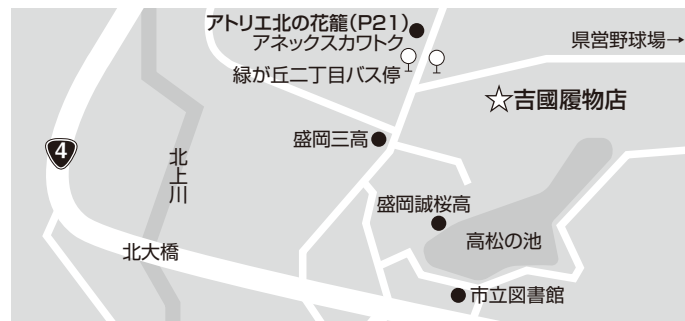 アトリエ北の花籠(P21)
アネックスカワトク
県営野球場→
緑が丘二丁目バス停
☆吉國履物店
4
盛岡三高
北上川
盛岡誠桜高
高松の池
北大橋
市立図書館